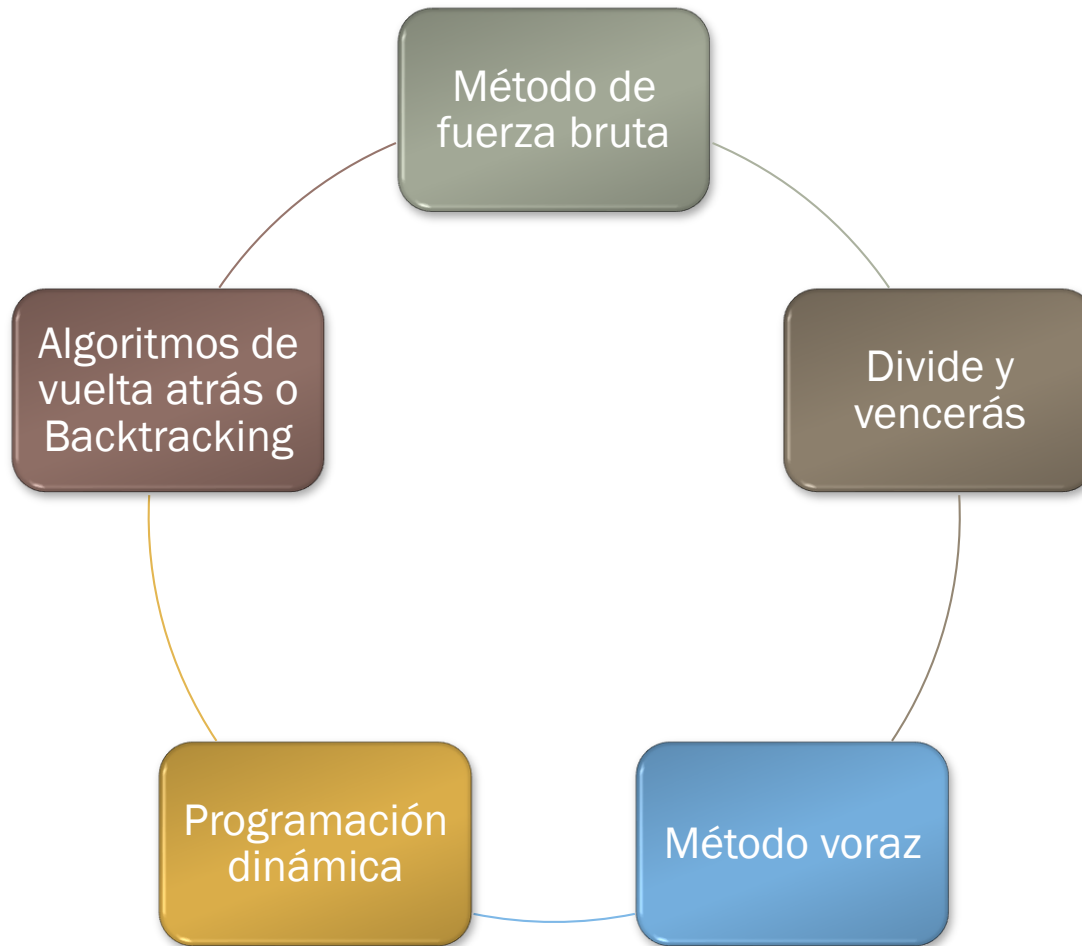 Método de
fuerza bruta
Divide y
vencerás
Método voraz
Programación
dinámica
Algoritmos de
vuelta atrás o
Backtracking